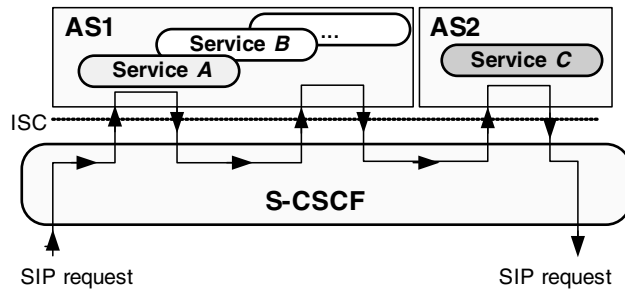 AS1
AS2
...
Service B
Service A
Service C
ISC
S-CSCF
SIP request
SIP request